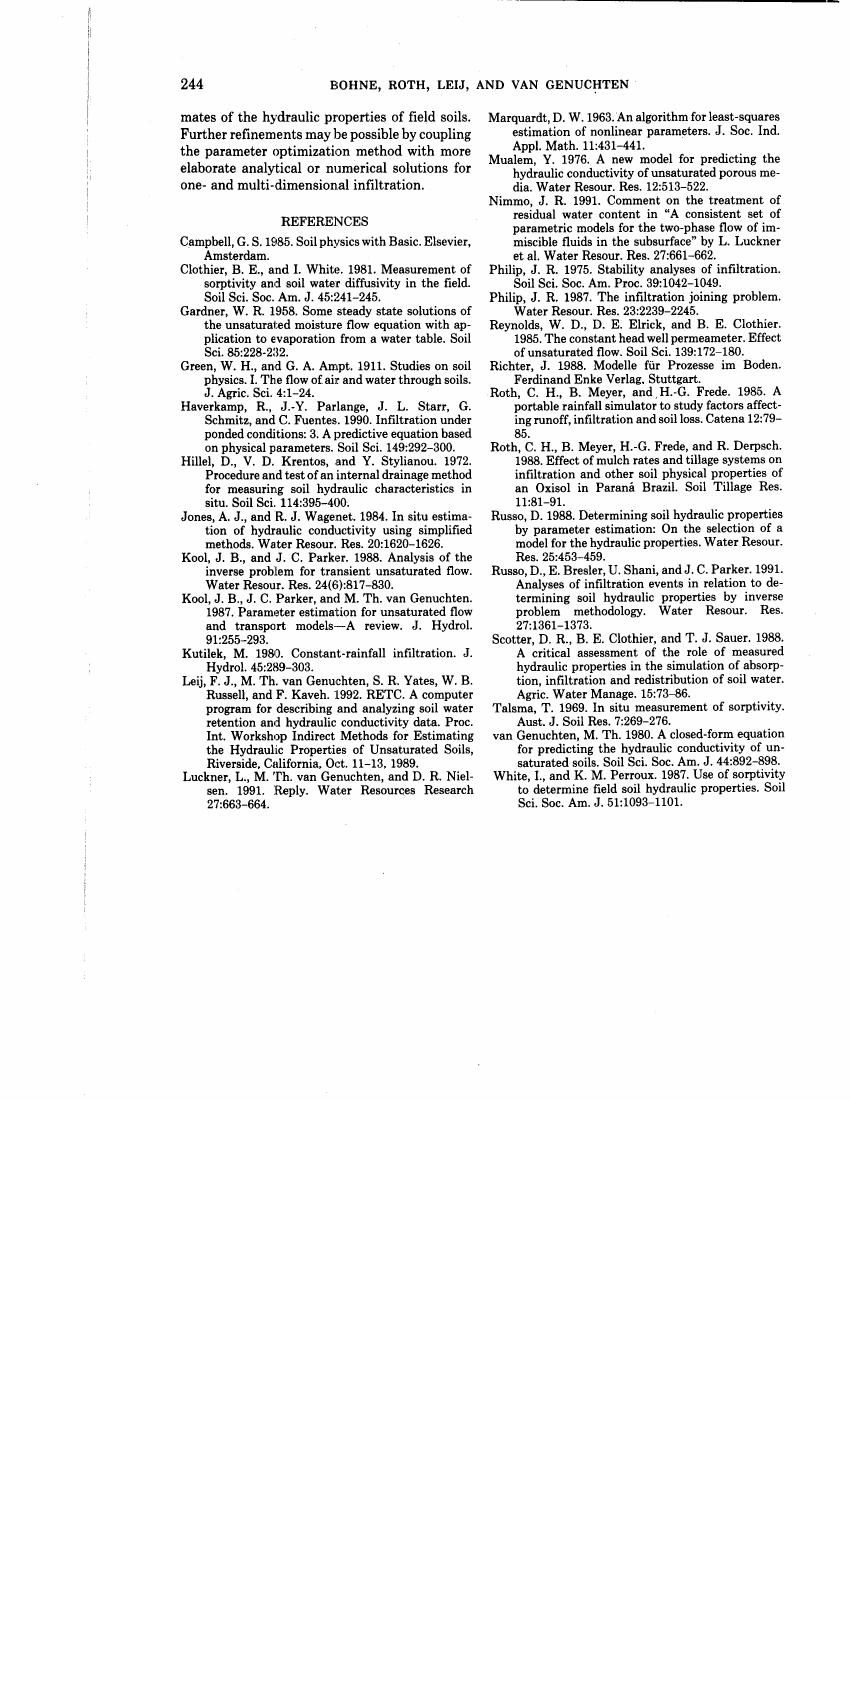 244
BOHNE, ROTH, LEIJ, AND VAN GENUCHTEN
mates of the hydraulic properties of field soils.
Further refinements may be possible by coupling
the parameter optimization method with more
elaborate analytical or numerical solutions for
one- and multi-dimensional infiltration.
REFERENCES
Campbell, G. S. 1985. Soil physics with Basic. Elsevier,
Amsterdam.
Clothier, B. E., and I. White. 1981. Measurement of
sorptivity and soil water diffusivity in the field.
Soil Sci. Soc. Am. J. 45:241–245.
Gardner, W. R. 1958. Some steady state solutions of
the unsaturated moisture flow equation with ap-
plication to evaporation from a water table. Soil
Sci. 85:228-232.
Green, W. H., and G. A. Ampt. 1911. Studies on soil
physics. I. The flow of air and water through soils.
J. Agric. Sci. 4:1–24.
Haverkamp, R., J.-Y. Parlange, J. L. Starr, G.
Schmitz, and C. Fuentes. 1990. Infiltration under
ponded conditions: 3. A predictive equation based
on physical parameters. Soil Sci. 149:292–300.
Hillel, D., V. D. Krentos, and Y. Stylianou. 1972.
Procedure and test of an internal drainage method
for measuring soil hydraulic characteristics in
situ. Soil Sci. 114:395–400.
Jones, A. J., and R. J. Wagenet. 1984. In situ estima-
tion of hydraulic conductivity using simplified
methods. Water Resour. Res. 20:1620–1626.
Kool, J. B., and J. C. Parker. 1988. Analysis of the
inverse problem for transient unsaturated flow.
Water Resour. Res. 24(6):817–830.
Kool, J. B., J. C. Parker, and M. Th. van Genuchten.
1987. Parameter estimation for unsaturated flow
and transport models—A review. J. Hydrol.
91:255–293.
Kutilek, M. 1980. Constant-rainfall infiltration. J.
Hydrol. 45:289–303.
Leij, F. J., M. Th. van Genuchten, S. R. Yates, W. B.
Russell, and F. Kaveh. 1992. RETC. A computer
program for describing and analyzing soil water
retention and hydraulic conductivity data. Proc.
Int. Workshop Indirect Methods for Estimating
the Hydraulic Properties of Unsaturated Soils,
Riverside, California, Oct. 11–13, 1989.
Luckner, L., M. Th. van Genuchten, and D. R. Niel-
sen. 1991. Reply. Water Resources Research
27:663–664.
Marquardt, D. W. 1963. An algorithm for least-squares
estimation of nonlinear parameters. J. Soc. Ind.
Appl. Math. 11:431–441.
Mualem, Y. 1976. A new model for predicting the
hydraulic conductivity of unsaturated porous me-
dia. Water Resour. Res. 12:513–522.
Nimmo, J. R. 1991. Comment on the treatment of
residual water content in “A consistent set of
parametric models for the two-phase flow of im-
miscible fluids in the subsurface” by L. Luckner
et al. Water Resour. Res. 27:661–662.
Philip, J. R. 1975. Stability analyses of infiltration.
Soil Sci. Soc. Am. Proc. 39:1042–1049.
Philip, J. R. 1987. The infiltration joining problem.
Water Resour. Res. 23:2239–2245.
Reynolds, W. D., D. E. Elrick, and B. E. Clothier.
1985. The constant head well permeameter. Effect
of unsaturated flow. Soil Sci. 139:172–180.
Richter, J. 1988. Modelle für Prozesse im Boden.
Ferdinand Enke Verlag, Stuttgart.
Roth, C. H., B. Meyer, and H.-G. Frede. 1985. A
portable rainfall simulator to study factors affect-
ing runoff, infiltration and soil loss. Catena 12:79–
85.
Roth, C. H., B. Meyer, H.-G. Frede, and R. Derpsch.
1988. Effect of mulch rates and tillage systems on
infiltration and other soil physical properties of
an Oxisol in Paraná Brazil. Soil Tillage Res.
11:81–91.
Russo, D. 1988. Determining soil hydraulic properties
by parameter estimation: On the selection of a
model for the hydraulic properties. Water Resour.
Res. 25:453–459.
Russo, D., E. Bresler, U. Shani, and J. C. Parker. 1991.
Analyses of infiltration events in relation to de-
termining soil hydraulic properties by inverse
problem methodology. Water Resour. Res.
27:1361–1373.
Scotter, D. R., B. E. Clothier, and T. J. Sauer. 1988.
A critical assessment of the role of measured
hydraulic properties in the simulation of absorp-
tion, infiltration and redistribution of soil water.
Agric. Water Manage. 15:73–86.
Talsma, T. 1969. In situ measurement of sorptivity.
Aust. J. Soil Res. 7:269–276.
van Genuchten, M. Th. 1980. A closed-form equation
for predicting the hydraulic conductivity of un-
saturated soils. Soil Sci. Soc. Am. J. 44:892–898.
White, I., and K. M. Perroux. 1987. Use of sorptivity
to determine field soil hydraulic properties. Soil
Sci. Soc. Am. J. 51:1093–1101.